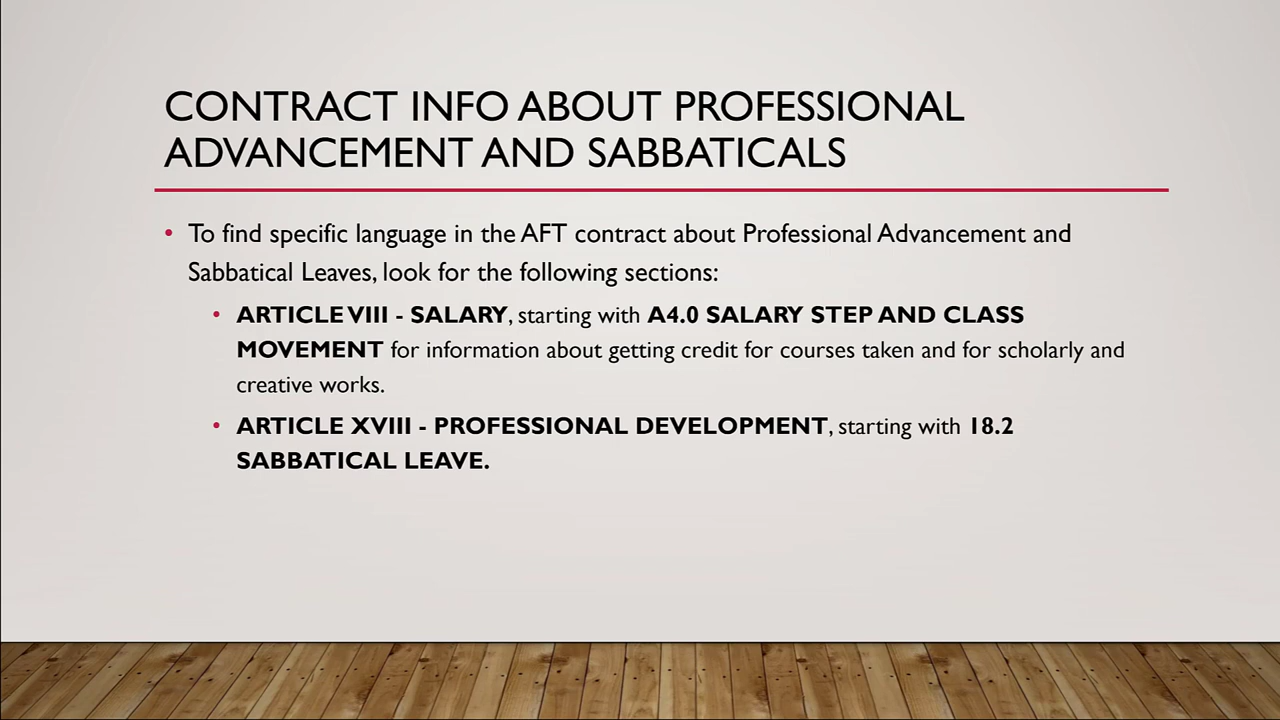 CONTRACT INFO ABOUT PROFESSIONAL
ADVANCEMENT AND SABBATICALS
• To find specific language in the AFT contract about Professional Advancement and
Sabbatical Leaves, look for the following sections:
• ARTICLE VIII - SALARY, starting with A4.0 SALARY STEP AND CLASS
MOVEMENT for information about getting credit for courses taken and for scholarly and
creative works.
• ARTICLE XVIII - PROFESSIONAL DEVELOPMENT, starting with 18.2
SABBATICAL LEAVE.